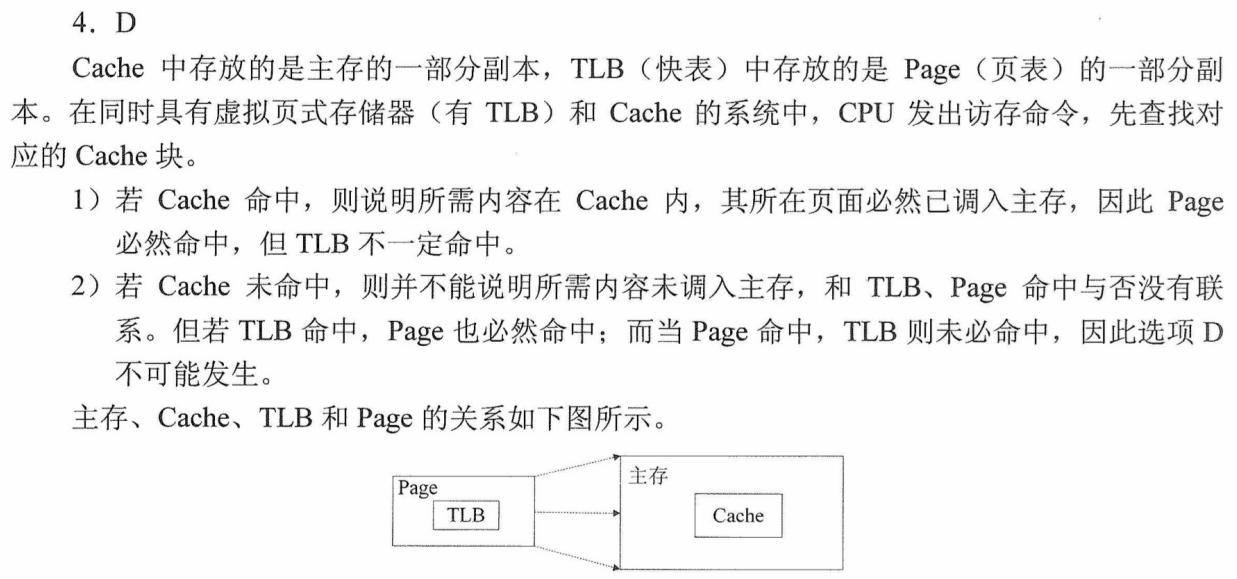 4．D
Cache 中存放的是主存的一部分副本，TLB（快表）中存放的是 Page（页表）的一部分副
本。在同时具有虚拟页式存储器（有 TLB）和 Cache 的系统中，CPU 发出访存命令，先查找对
应的 Cache 块。
1）若 Cache 命中，则说明所需内容在 Cache 内，其所在页面必然已调入主存，因此 Page
必然命中，但 TLB 不一定命中。
2）若 Cache 未命中，则并不能说明所需内容未调入主存，和 TLB、Page 命中与否没有联
系。但若 TLB 命中，Page 也必然命中；而当 Page 命中，TLB 则未必命中，因此选项 D
不可能发生。
主存、Cache、TLB 和 Page 的关系如下图所示。
Page
TLB
主存
Cache